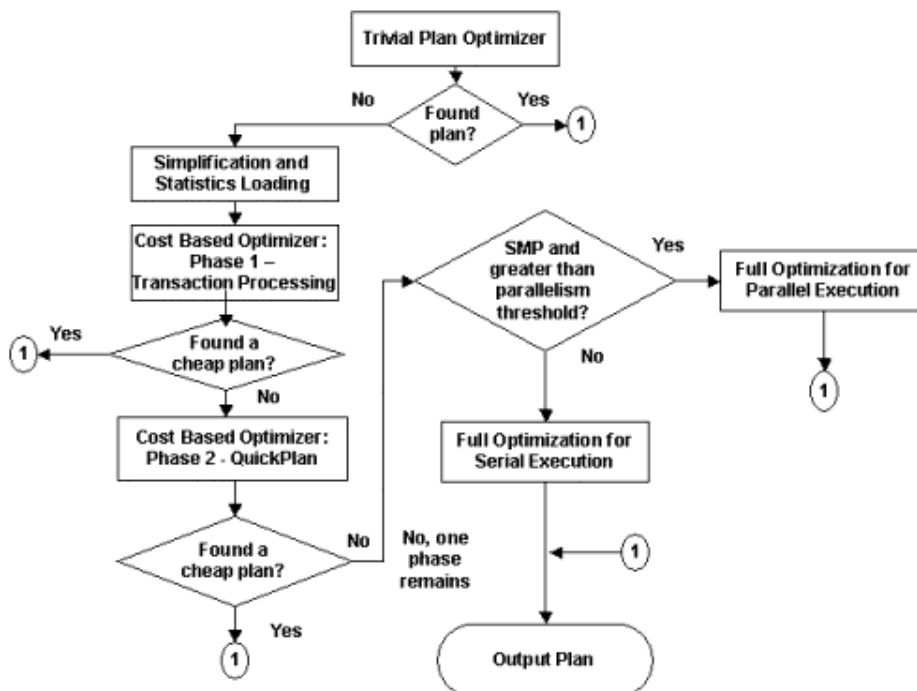 Trivial Plan Optimizer
No
Yes
Found
plan?
1
Simplification and
Statistics Loading
Cost Based Optimizer:
Phase 1 –
Transaction Processing
Yes
1
Found a
cheap plan?
No
Cost Based Optimizer:
Phase 2 - QuickPlan
Found a
cheap plan?
No
No, one
phase
remains
Yes
1
SMP and
greater than
parallelism
threshold?
Yes
Full Optimization for
Parallel Execution
1
No
Full Optimization for
Serial Execution
1
Output Plan